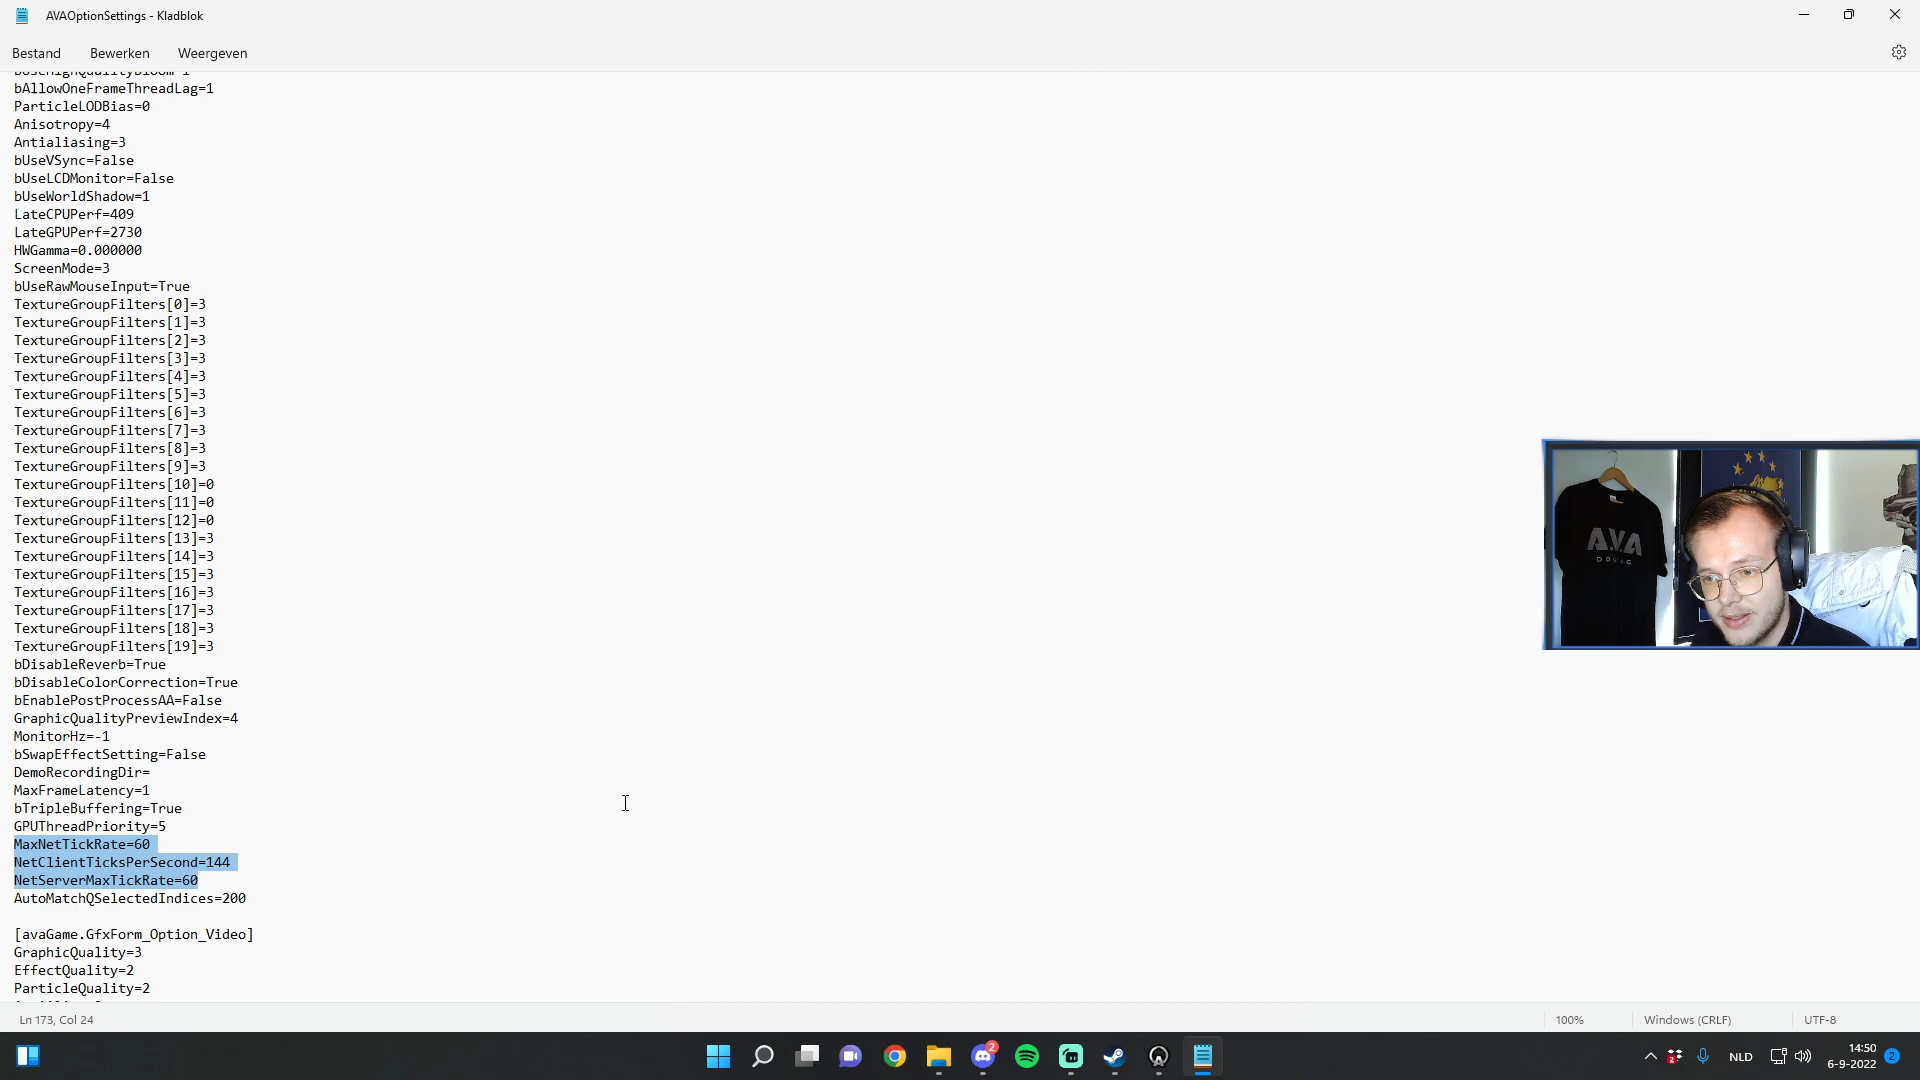 AVAOptionSettings - Kladblok
Bestand Bewerken Weergeven
bUseHighQualityBloom=1
bAllowOneFrameThreadLag=1
ParticleLODBias=0
Anisotropy=4
Antialiasing=3
bUseVSync=False
bUseLCDMonitor=False
bUseWorldShadow=1
LateCPUPerf=409
LateGPUPerf=2730
HWGamma=0.000000
ScreenMode=3
bUseRawMouseInput=True
TextureGroupFilters[0]=3
TextureGroupFilters[1]=3
TextureGroupFilters[2]=3
TextureGroupFilters[3]=3
TextureGroupFilters[4]=3
TextureGroupFilters[5]=3
TextureGroupFilters[6]=3
TextureGroupFilters[7]=3
TextureGroupFilters[8]=3
TextureGroupFilters[9]=3
TextureGroupFilters[10]=0
TextureGroupFilters[11]=0
TextureGroupFilters[12]=0
TextureGroupFilters[13]=3
TextureGroupFilters[14]=3
TextureGroupFilters[15]=3
TextureGroupFilters[16]=3
TextureGroupFilters[17]=3
TextureGroupFilters[18]=3
TextureGroupFilters[19]=3
bDisableReverb=True
bDisableColorCorrection=True
bEnablePostProcessAA=False
GraphicQualityPreviewIndex=4
MonitorHz=-1
bSwapEffectSetting=False
DemoRecordingDir=
MaxFrameLatency=1
bTripleBuffering=True
GPUThreadPriority=5
MaxNetTickRate=60
NetClientTicksPerSecond=144
NetServerMaxTickRate=60
AutoMatchQSelectedIndices=200
[avaGame.GfxForm_Option_Video]
GraphicQuality=3
EffectQuality=2
ParticleQuality=2
A.V.A
Ln 173, Col 24
100%
Windows (CRLF)
UTF-8
2
2
NLD
14:50
6-9-2022
2